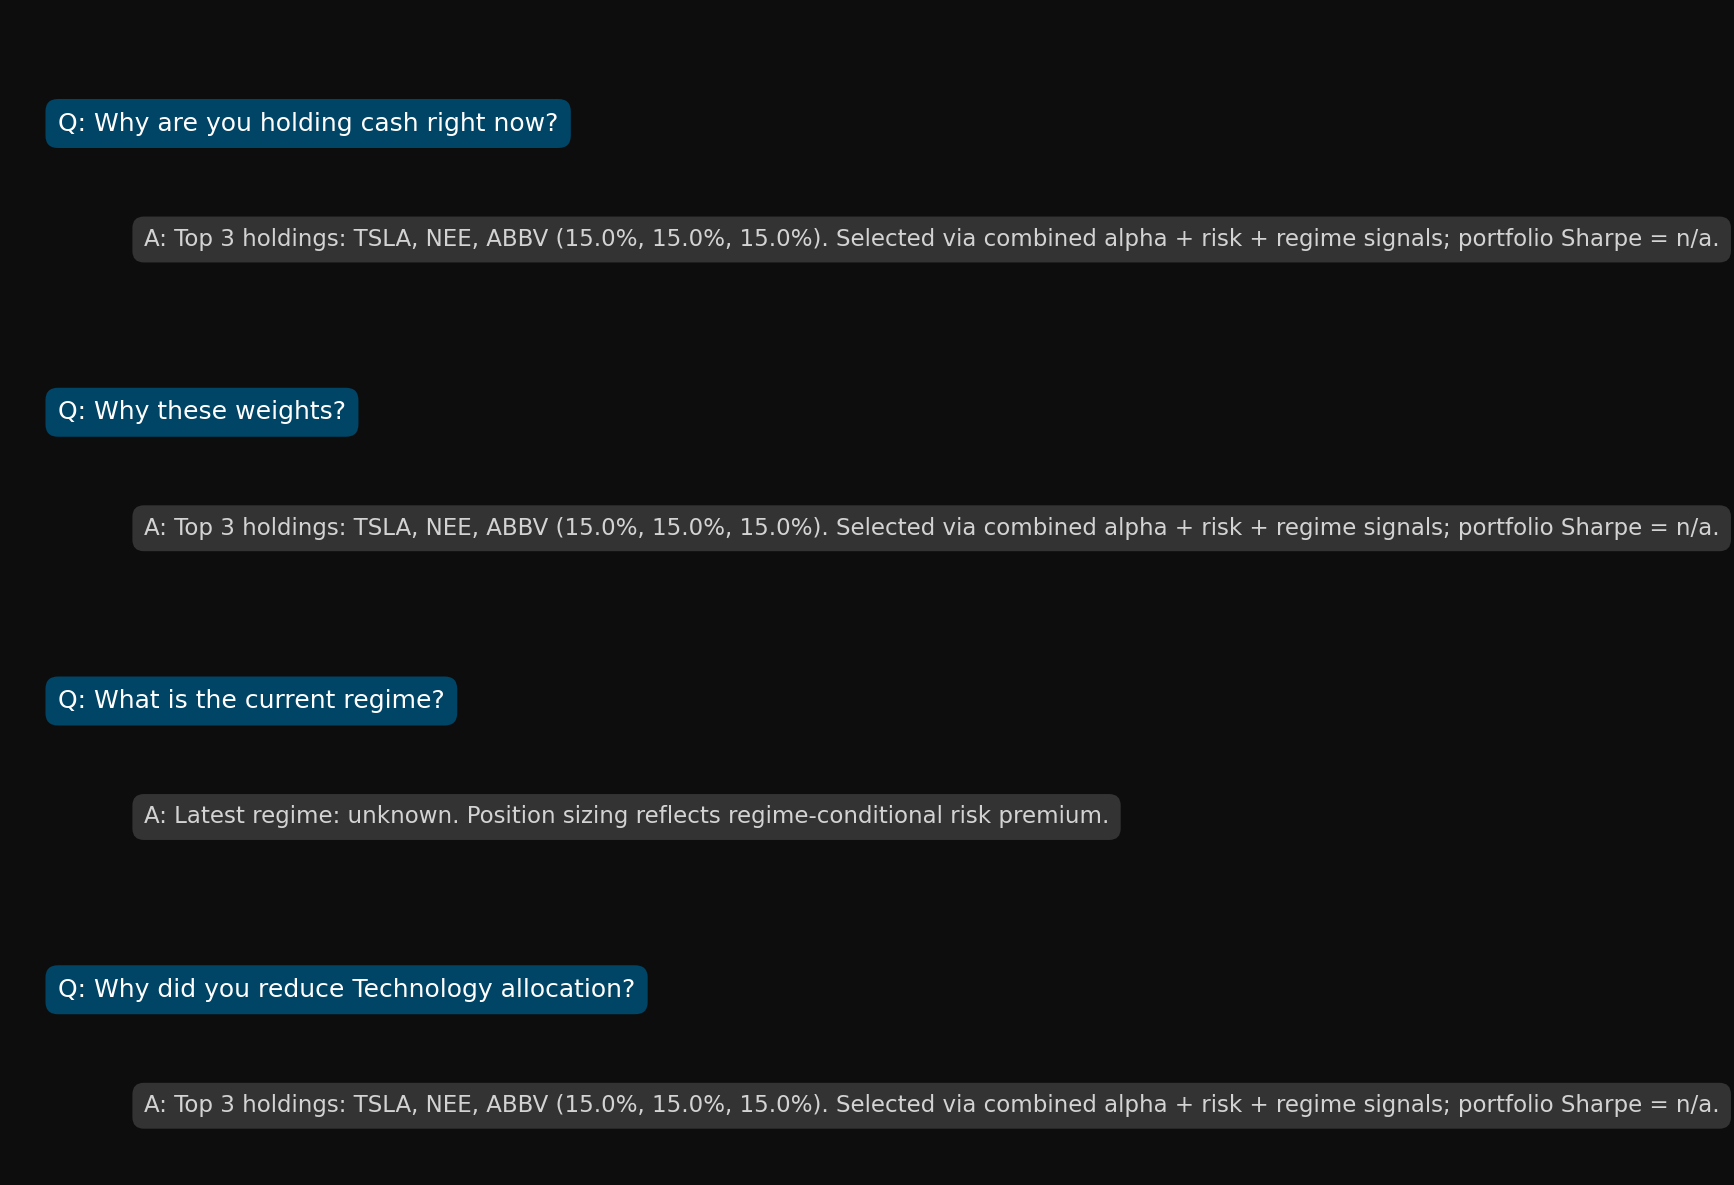 Q: Why are you holding cash right now?
A: Top 3 holdings: TSLA, NEE, ABBV (15.0%, 15.0%, 15.0%). Selected via combined alpha + risk + regime signals; portfolio Sharpe = n/a.
Q: Why these weights?
A: Top 3 holdings: TSLA, NEE, ABBV (15.0%, 15.0%, 15.0%). Selected via combined alpha + risk + regime signals; portfolio Sharpe = n/a.
Q: What is the current regime?
A: Latest regime: unknown. Position sizing reflects regime-conditional risk premium.
Q: Why did you reduce Technology allocation?
A: Top 3 holdings: TSLA, NEE, ABBV (15.0%, 15.0%, 15.0%). Selected via combined alpha + risk + regime signals; portfolio Sharpe = n/a.